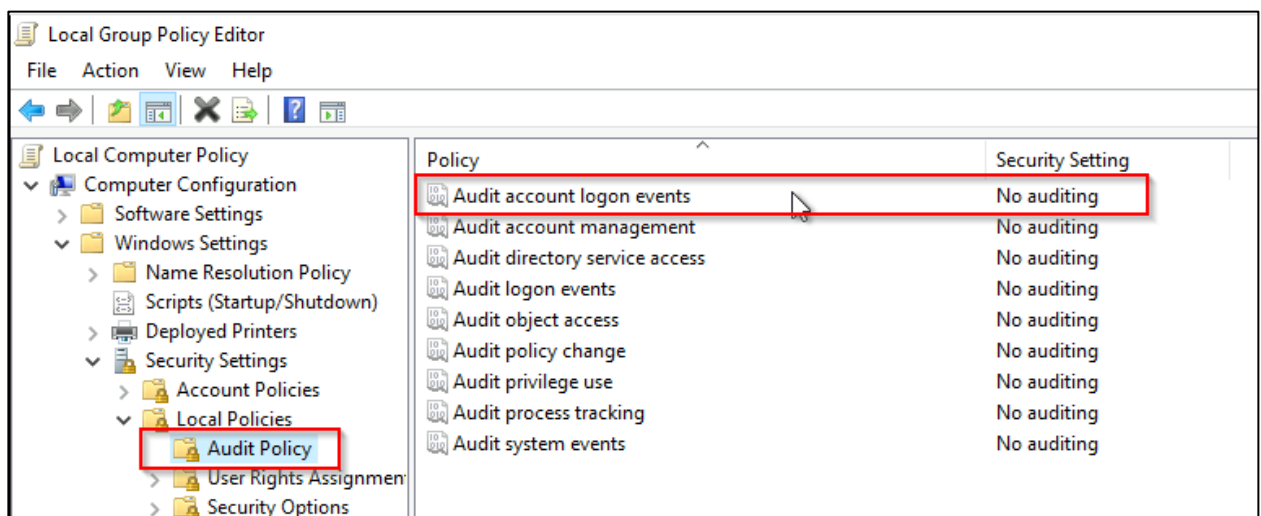 Local Group Policy Editor
File Action View Help
Local Computer Policy
Computer Configuration
Software Settings
Windows Settings
Name Resolution Policy
Scripts (Startup/Shutdown)
Deployed Printers
Security Settings
Account Policies
Local Policies
Audit Policy
User Rights Assignmen
Security Options
Policy Security Setting
Audit account logon events No auditing
Audit account management No auditing
Audit directory service access No auditing
Audit logon events No auditing
Audit object access No auditing
Audit policy change No auditing
Audit privilege use No auditing
Audit process tracking No auditing
Audit system events No auditing